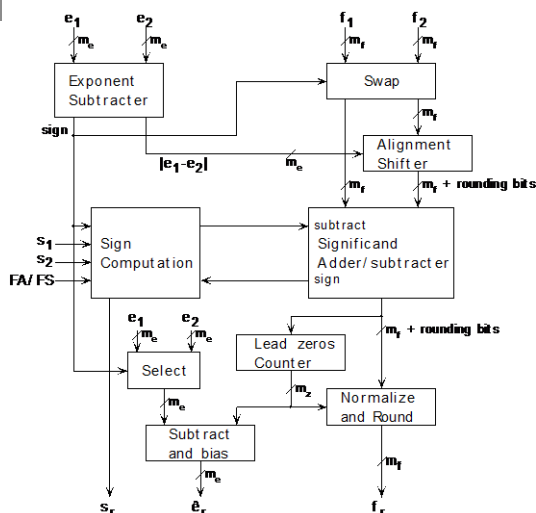 e1 e2 f1 f2
me me mf mf
Exponent
Subtracter
Swap
mf
sign
Alignment
Shifter
|e1-e2| me
mf mf + rounding bits
s1
s2
FA/FS
Sign
Computation
subtract
Significand
Adder/subtracter
sign
e1 e2
me me
mf + rounding bits
Lead zeros
Counter
Select
me
mz
Normalize
and Round
Subtract
and bias
me
mf
sr êr fr